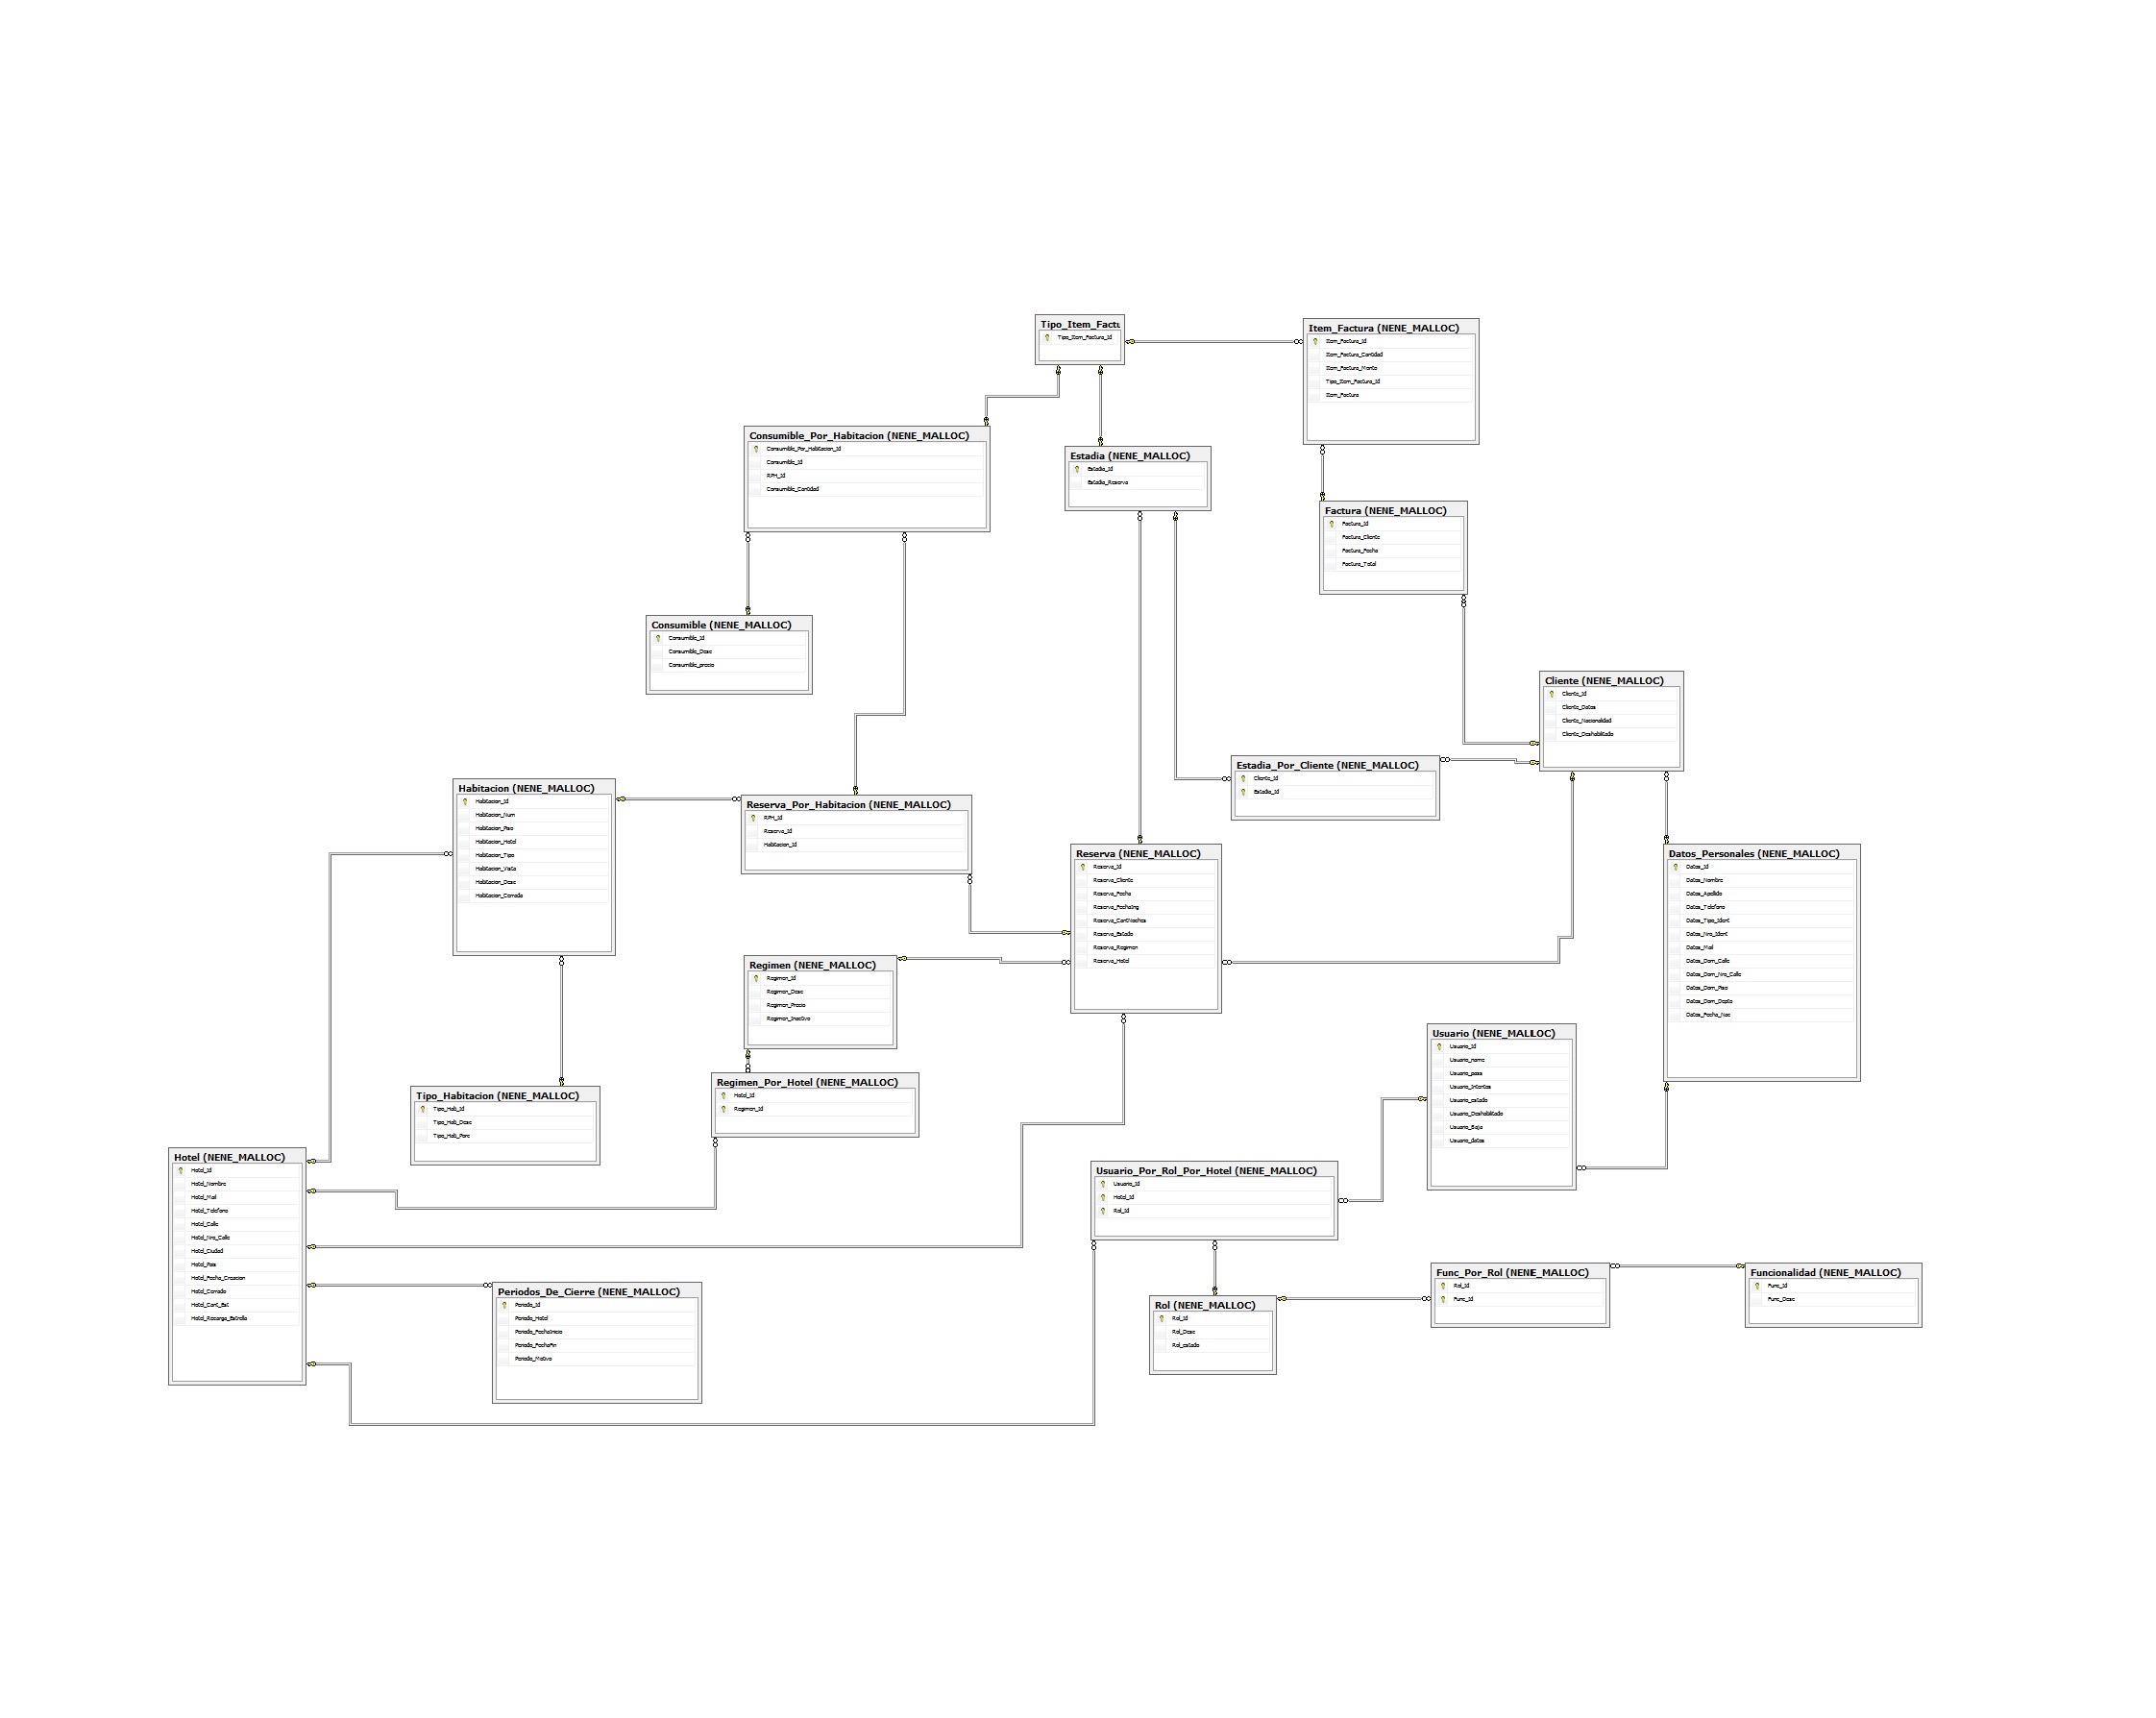 Tipo_Item_Factu
Tipo_Item_Factura_Id
Item_Factura (NENE_MALLOC)
Item_Factura_Id
Item_Factura_Cantidad
Item_Factura_Monto
Tipo_Item_Factura_Id
Item_Factura
Consumible_Por_Habitacion (NENE_MALLOC)
Consumible_Por_Habitacion_Id
Consumible_Id
RPH_Id
Consumible_Cantidad
Estadia (NENE_MALLOC)
Estadia_Id
Estadia_Reserva
Factura (NENE_MALLOC)
Factura_Id
Factura_Cliente
Factura_Fecha
Factura_Total
Consumible (NENE_MALLOC)
Consumible_Id
Consumible_Desc
Consumible_precio
Cliente (NENE_MALLOC)
Cliente_Id
Cliente_Datos
Cliente_Nacionalidad
Cliente_Deshabilitado
Estadia_Por_Cliente (NENE_MALLOC)
Cliente_Id
Estadia_Id
Habitacion (NENE_MALLOC)
Habitacion_Id
Habitacion_Num
Habitacion_Piso
Habitacion_Hotel
Habitacion_Tipo
Habitacion_Vista
Habitacion_Desc
Habitacion_Cerrada
Reserva_Por_Habitacion (NENE_MALLOC)
RPH_Id
Reserva_Id
Habitacion_Id
Reserva (NENE_MALLOC)
Reserva_Id
Reserva_Cliente
Reserva_Fecha
Reserva_FechaIng
Reserva_CantNoches
Reserva_Estado
Reserva_Regimen
Reserva_Hotel
Datos_Personales (NENE_MALLOC)
Datos_Id
Datos_Nombre
Datos_Apellido
Datos_Telefono
Datos_Tipo_Ident
Datos_Nro_Ident
Datos_Mail
Datos_Dom_Calle
Datos_Dom_Nro_Calle
Datos_Dom_Piso
Datos_Dom_Depto
Datos_Fecha_Nac
Regimen (NENE_MALLOC)
Regimen_Id
Regimen_Desc
Regimen_Precio
Regimen_Inactivo
Usuario (NENE_MALLOC)
Usuario_Id
Usuario_name
Usuario_pass
Usuario_Intentos
Usuario_estado
Usuario_Deshabilitado
Usuario_Baja
Usuario_datos
Regimen_Por_Hotel (NENE_MALLOC)
Hotel_Id
Regimen_Id
Tipo_Habitacion (NENE_MALLOC)
Tipo_Hab_Id
Tipo_Hab_Desc
Tipo_Hab_Porc
Hotel (NENE_MALLOC)
Hotel_Id
Hotel_Nombre
Hotel_Mail
Hotel_Telefono
Hotel_Calle
Hotel_Nro_Calle
Hotel_Ciudad
Hotel_Pais
Hotel_Fecha_Creacion
Hotel_Cerrado
Hotel_Cant_Est
Hotel_Recarga_Estrella
Usuario_Por_Rol_Por_Hotel (NENE_MALLOC)
Usuario_Id
Hotel_Id
Rol_Id
Periodos_De_Cierre (NENE_MALLOC)
Periodo_Id
Periodo_Hotel
Periodo_FechaInicio
Periodo_FechaFin
Periodo_Motivo
Rol (NENE_MALLOC)
Rol_Id
Rol_Desc
Rol_estado
Func_Por_Rol (NENE_MALLOC)
Rol_Id
Func_Id
Funcionalidad (NENE_MALLOC)
Func_Id
Func_Desc